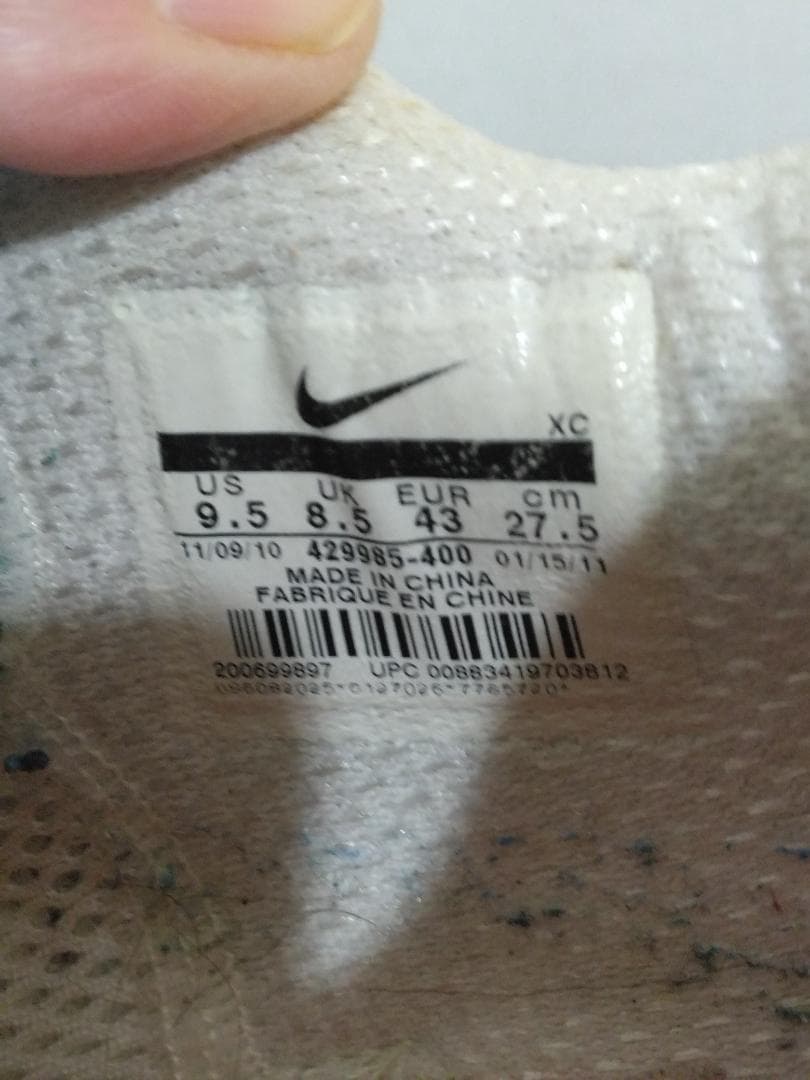 XC
US UK EUR cm
9.5 8.5 43 27.5
11/09/10 429985-400 01/15/11
MADE IN CHINA
FABRIQUE EN CHINE
200699897 UPC 00883419703812